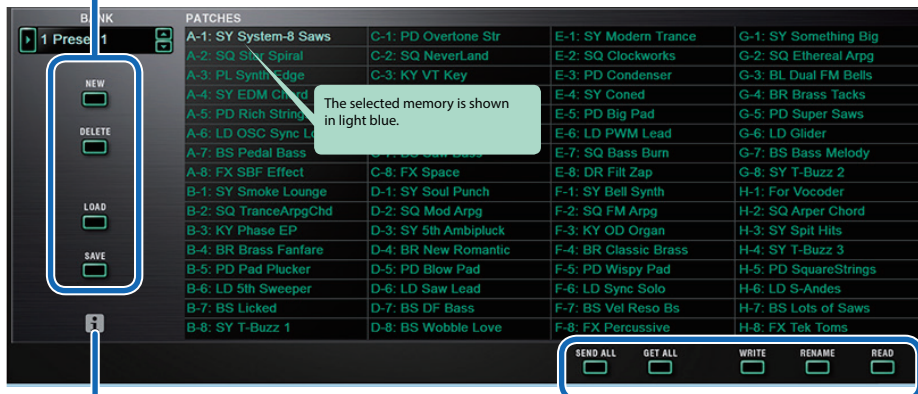 BANK
1 Preset 1
NEW
DELETE
LOAD
SAVE
i
PATCHES
A-1: SY System-8 Saws
A-2: SQ Star Spiral
A-3: PL Synth Edge
A-4: SY EDM Chord
A-5: PD Rich String
A-6: LD OSC Sync
A-7: BS Pedal Bass
A-8: FX SBF Effect
B-1: SY Smoke Lounge
B-2: SQ TranceArpgChd
B-3: KY Phase EP
B-4: BR Brass Fanfare
B-5: PD Pad Plucker
B-6: LD 5th Sweeper
B-7: BS Licked
B-8: SY T-Buzz 1
C-1: PD Overtone Str
C-2: SQ NeverLand
C-3: KY VT Key
The selected memory is shown
in light blue.
C-7: BS Saw Bass
C-8: FX Space
D-1: SY Soul Punch
D-2: SQ Mod Arpg
D-3: SY 5th Ambipluck
D-4: BR New Romantic
D-5: PD Blow Pad
D-6: LD Saw Lead
D-7: BS DF Bass
D-8: BS Wobble Love
E-1: SY Modern Trance
E-2: SQ Clockworks
E-3: PD Condenser
E-4: SY Coned
E-5: PD Big Pad
E-6: LD PWM Lead
E-7: SQ Bass Burn
E-8: DR Filt Zap
F-1: SY Bell Synth
F-2: SQ FM Arpg
F-3: KY OD Organ
F-4: BR Classic Brass
F-5: PD Wispy Pad
F-6: LD Sync Solo
F-7: BS Vel Reso Bs
F-8: FX Percussive
G-1: SY Something Big
G-2: SQ Ethereal Arpg
G-3: BL Dual FM Bells
G-4: BR Brass Tacks
G-5: PD Super Saws
G-6: LD Glider
G-7: BS Bass Melody
G-8: SY T-Buzz 2
H-1: For Vocoder
H-2: SQ Arper Chord
H-3: SY Spit Hits
H-4: SY T-Buzz 3
H-5: PD SquareStrings
H-6: LD S-Andes
H-7: BS Lots of Saws
H-8: FX Tek Toms
SEND ALL GET ALL WRITE RENAME READ